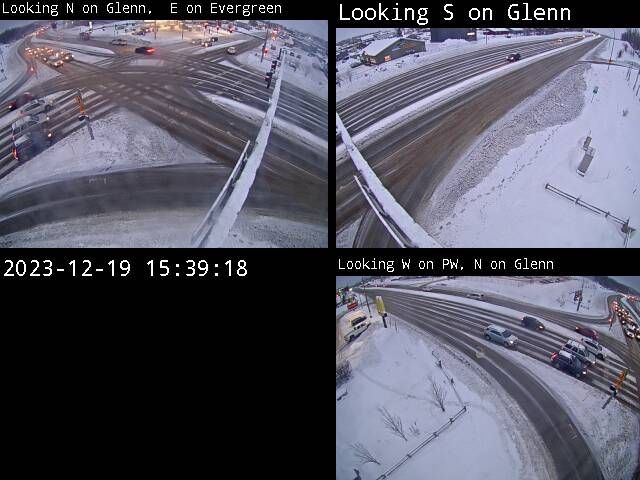 Looking N on Glenn, E on Evergreen
Looking S on Glenn
2023-12-19 15:39:18
Looking W on PW, N on Glenn